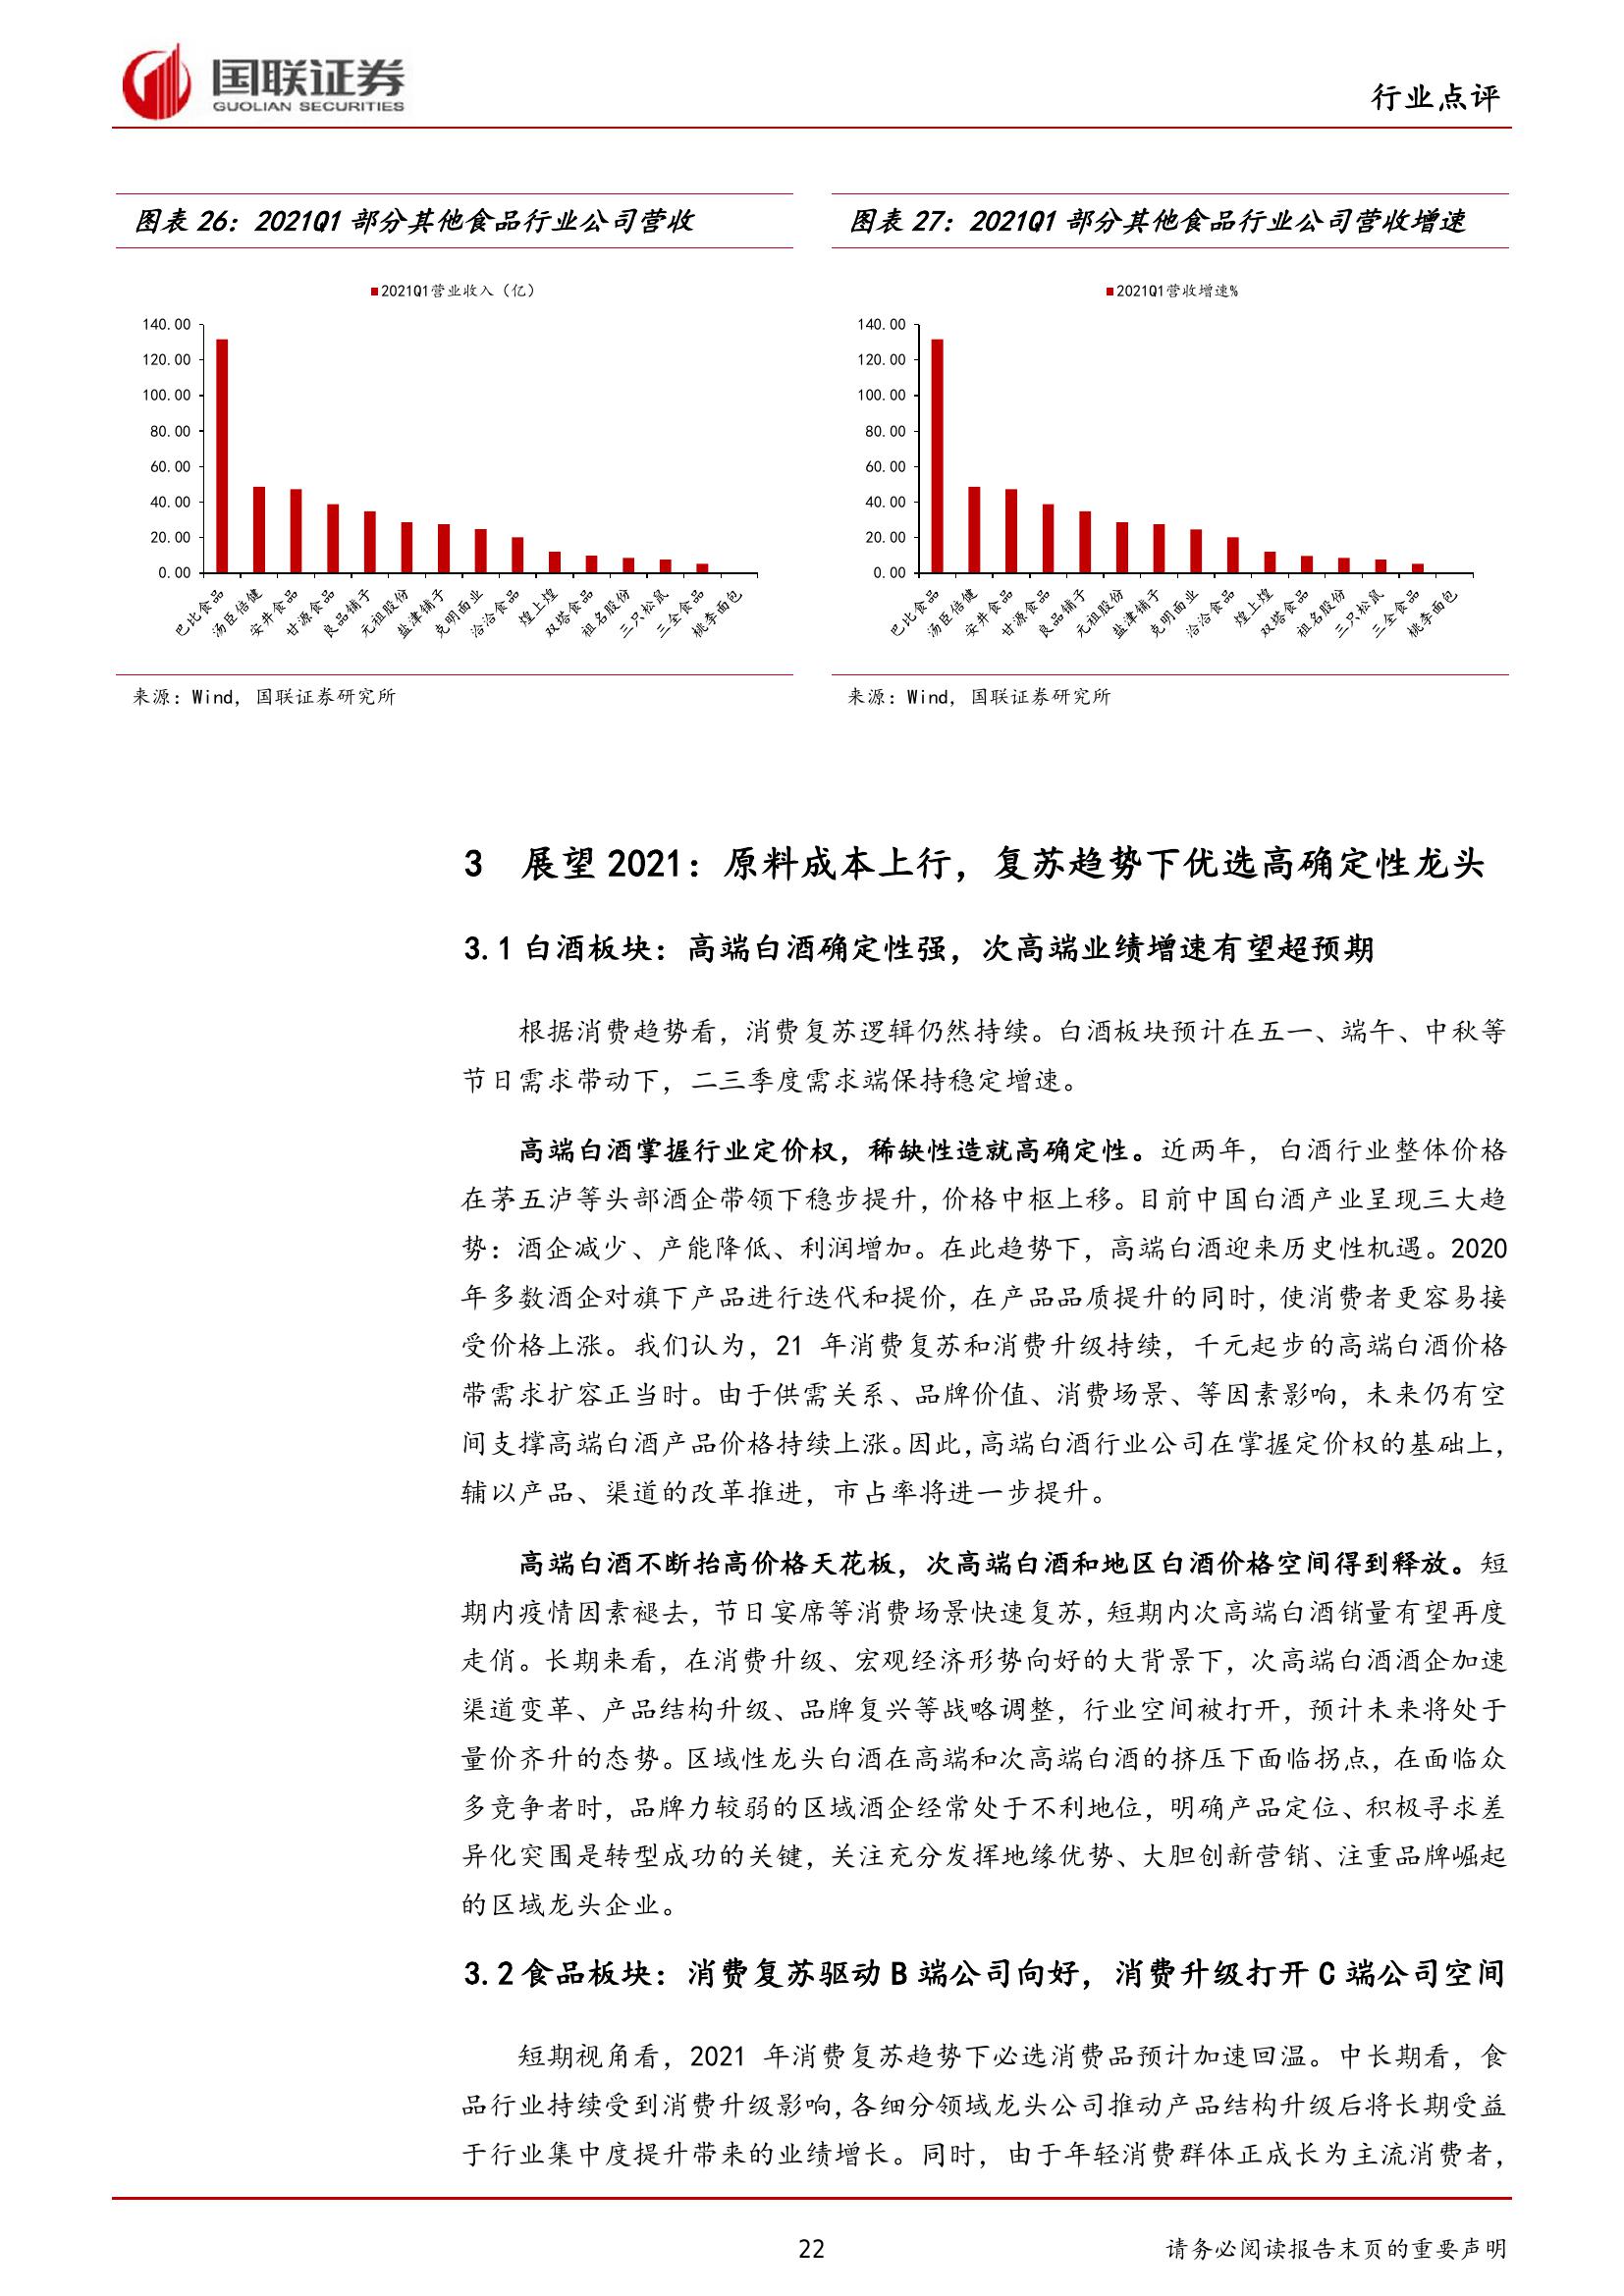 国联证券
GUOLIAN SECURITIES
行业点评
图表 26：2021Q1 部分其他食品行业公司营收
2021Q1营业收入（亿）
140.00
120.00
100.00
80.00
60.00
40.00
20.00
0.00
巴比食品
汤臣倍健
安井食品
甘源食品
良品铺子
元祖股份
盐津铺子
克明面业
洽洽食品
煌上煌
双塔食品
祖名股份
三只松鼠
三全食品
桃李面包
来源：Wind，国联证券研究所
图表 27：2021Q1 部分其他食品行业公司营收增速
2021Q1营收增速%
140.00
120.00
100.00
80.00
60.00
40.00
20.00
0.00
巴比食品
汤臣倍健
安井食品
甘源食品
良品铺子
元祖股份
盐津铺子
克明面业
洽洽食品
煌上煌
双塔食品
祖名股份
三只松鼠
三全食品
桃李面包
来源：Wind，国联证券研究所
3 展望 2021：原料成本上行，复苏趋势下优选高确定性龙头
3.1 白酒板块：高端白酒确定性强，次高端业绩增速有望超预期
根据消费趋势看，消费复苏逻辑仍然持续。白酒板块预计在五一、端午、中秋等
节日需求带动下，二三季度需求端保持稳定增速。
高端白酒掌握行业定价权，稀缺性造就高确定性。近两年，白酒行业整体价格
在茅五泸等头部酒企带领下稳步提升，价格中枢上移。目前中国白酒产业呈现三大趋
势：酒企减少、产能降低、利润增加。在此趋势下，高端白酒迎来历史性机遇。2020
年多数酒企对旗下产品进行迭代和提价，在产品品质提升的同时，使消费者更容易接
受价格上涨。我们认为，21 年消费复苏和消费升级持续，千元起步的高端白酒价格
带需求扩容正当时。由于供需关系、品牌价值、消费场景、等因素影响，未来仍有空
间支撑高端白酒产品价格持续上涨。因此，高端白酒行业公司在掌握定价权的基础上，
辅以产品、渠道的改革推进，市占率将进一步提升。
高端白酒不断抬高价格天花板，次高端白酒和地区白酒价格空间得到释放。短
期内疫情因素褪去，节日宴席等消费场景快速复苏，短期内次高端白酒销量有望再度
走俏。长期来看，在消费升级、宏观经济形势向好的大背景下，次高端白酒酒企加速
渠道变革、产品结构升级、品牌复兴等战略调整，行业空间被打开，预计未来将处于
量价齐升的态势。区域性龙头白酒在高端和次高端白酒的挤压下面临拐点，在面临众
多竞争者时，品牌力较弱的区域酒企经常处于不利地位，明确产品定位、积极寻求差
异化突围是转型成功的关键，关注充分发挥地缘优势、大胆创新营销、注重品牌崛起
的区域龙头企业。
3.2 食品板块：消费复苏驱动 B 端公司向好，消费升级打开 C 端公司空间
短期视角看，2021 年消费复苏趋势下必选消费品预计加速回温。中长期看，食
品行业持续受到消费升级影响，各细分领域龙头公司推动产品结构升级后将长期受益
于行业集中度提升带来的业绩增长。同时，由于年轻消费群体正成长为主流消费者，
22
请务必阅读报告末页的重要声明